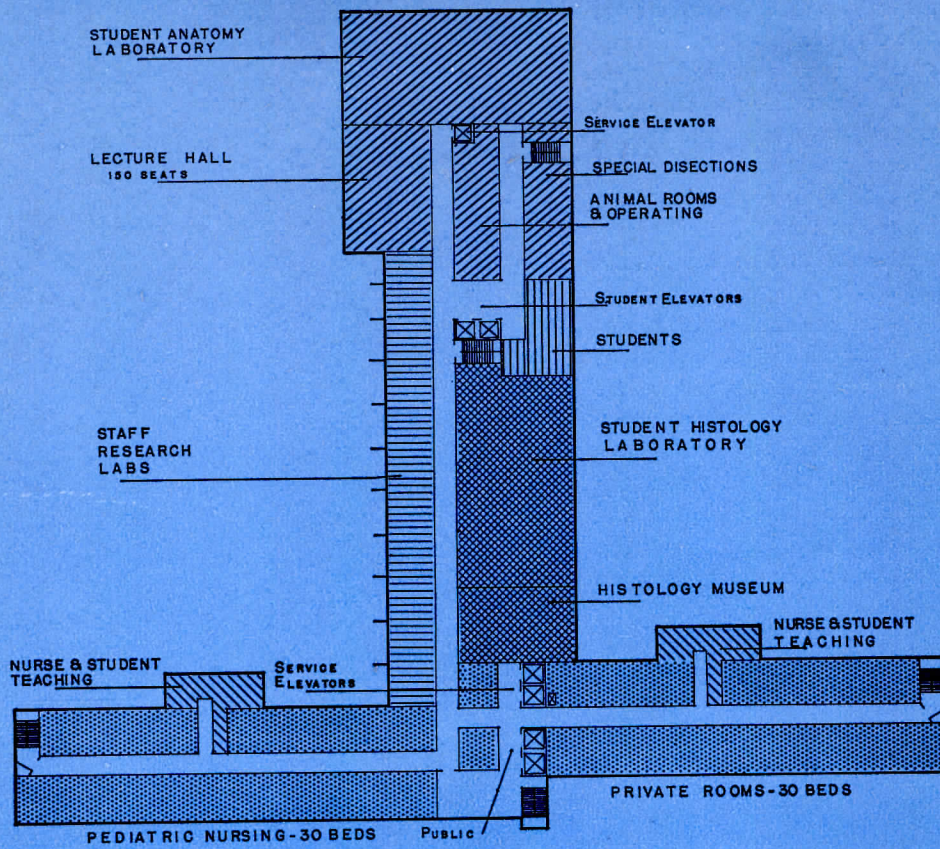 STUDENT ANATOMY
LABORATORY
SERVICE ELEVATOR
LECTURE HALL
150 SEATS
SPECIAL DISECTIONS
ANIMAL ROOMS
& OPERATING
STUDENT ELEVATORS
STUDENTS
STAFF
RESEARCH
LABS
STUDENT HISTOLOGY
LABORATORY
HISTOLOGY MUSEUM
NURSE & STUDENT
TEACHING
NURSE & STUDENT
TEACHING
SERVICE
ELEVATORS
PRIVATE ROOMS-30 BEDS
PEDIATRIC NURSING-30 BEDS
PUBLIC